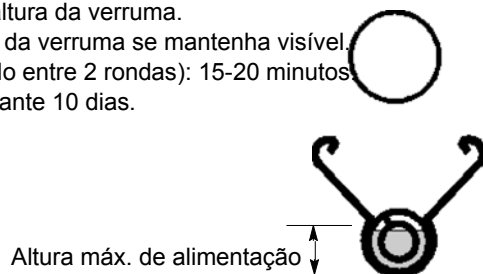 altura da verruma.
da verruma se mantenha visível.
entre 2 rondas): 15-20 minutos.
ante 10 dias.
Altura máx. de alimentação